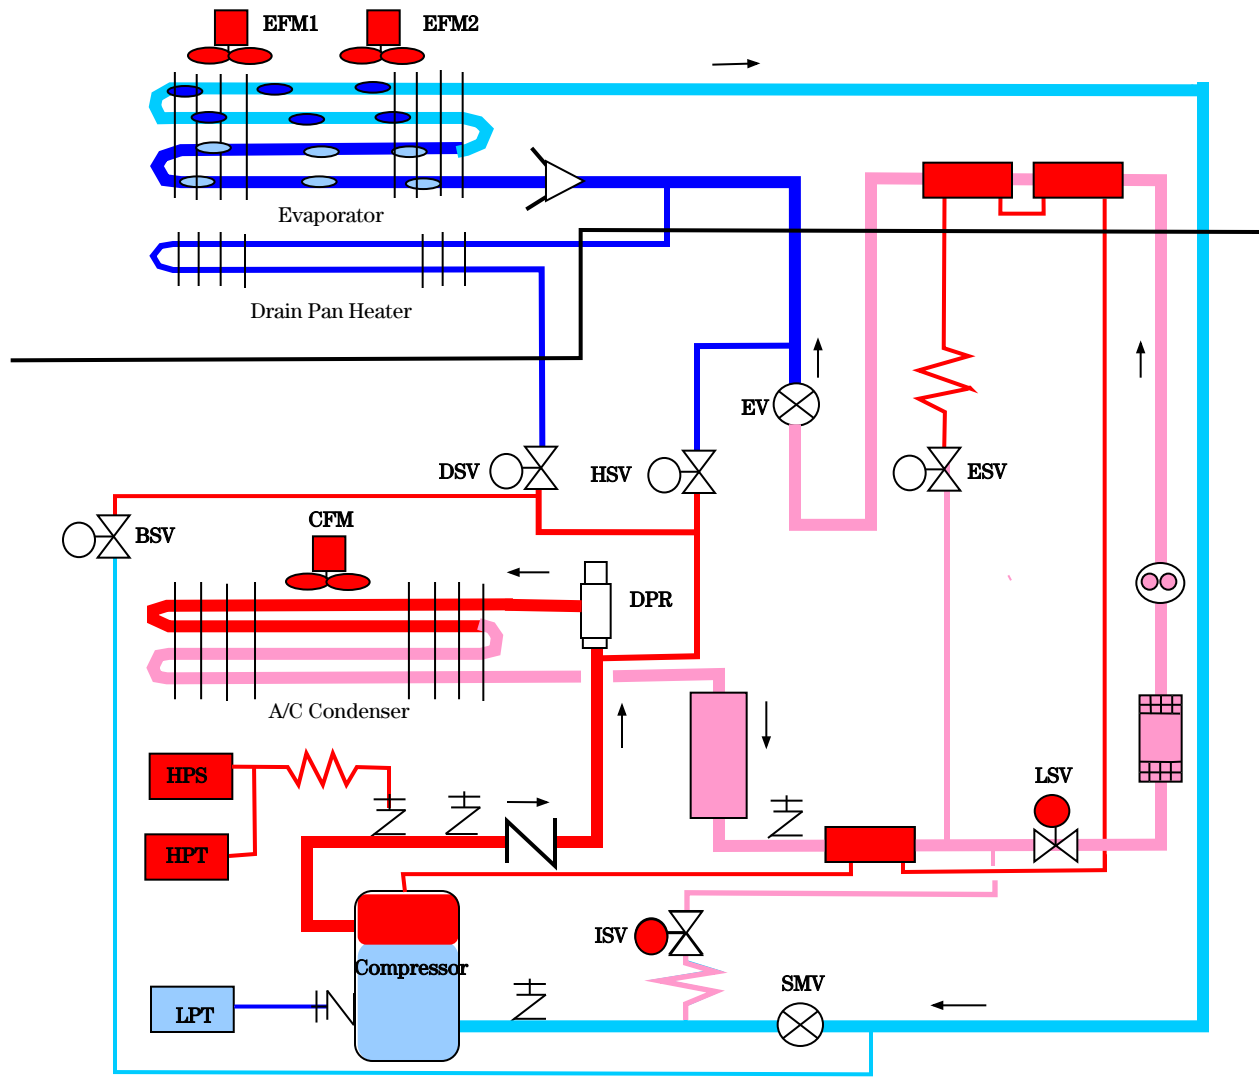 EFM1
EFM2
Evaporator
Drain Pan Heater
EV
DSV
HSV
ESV
CFM
BSV
DPR
A/C Condenser
HPS
LSV
HPT
ISV
Compressor
SMV
LPT